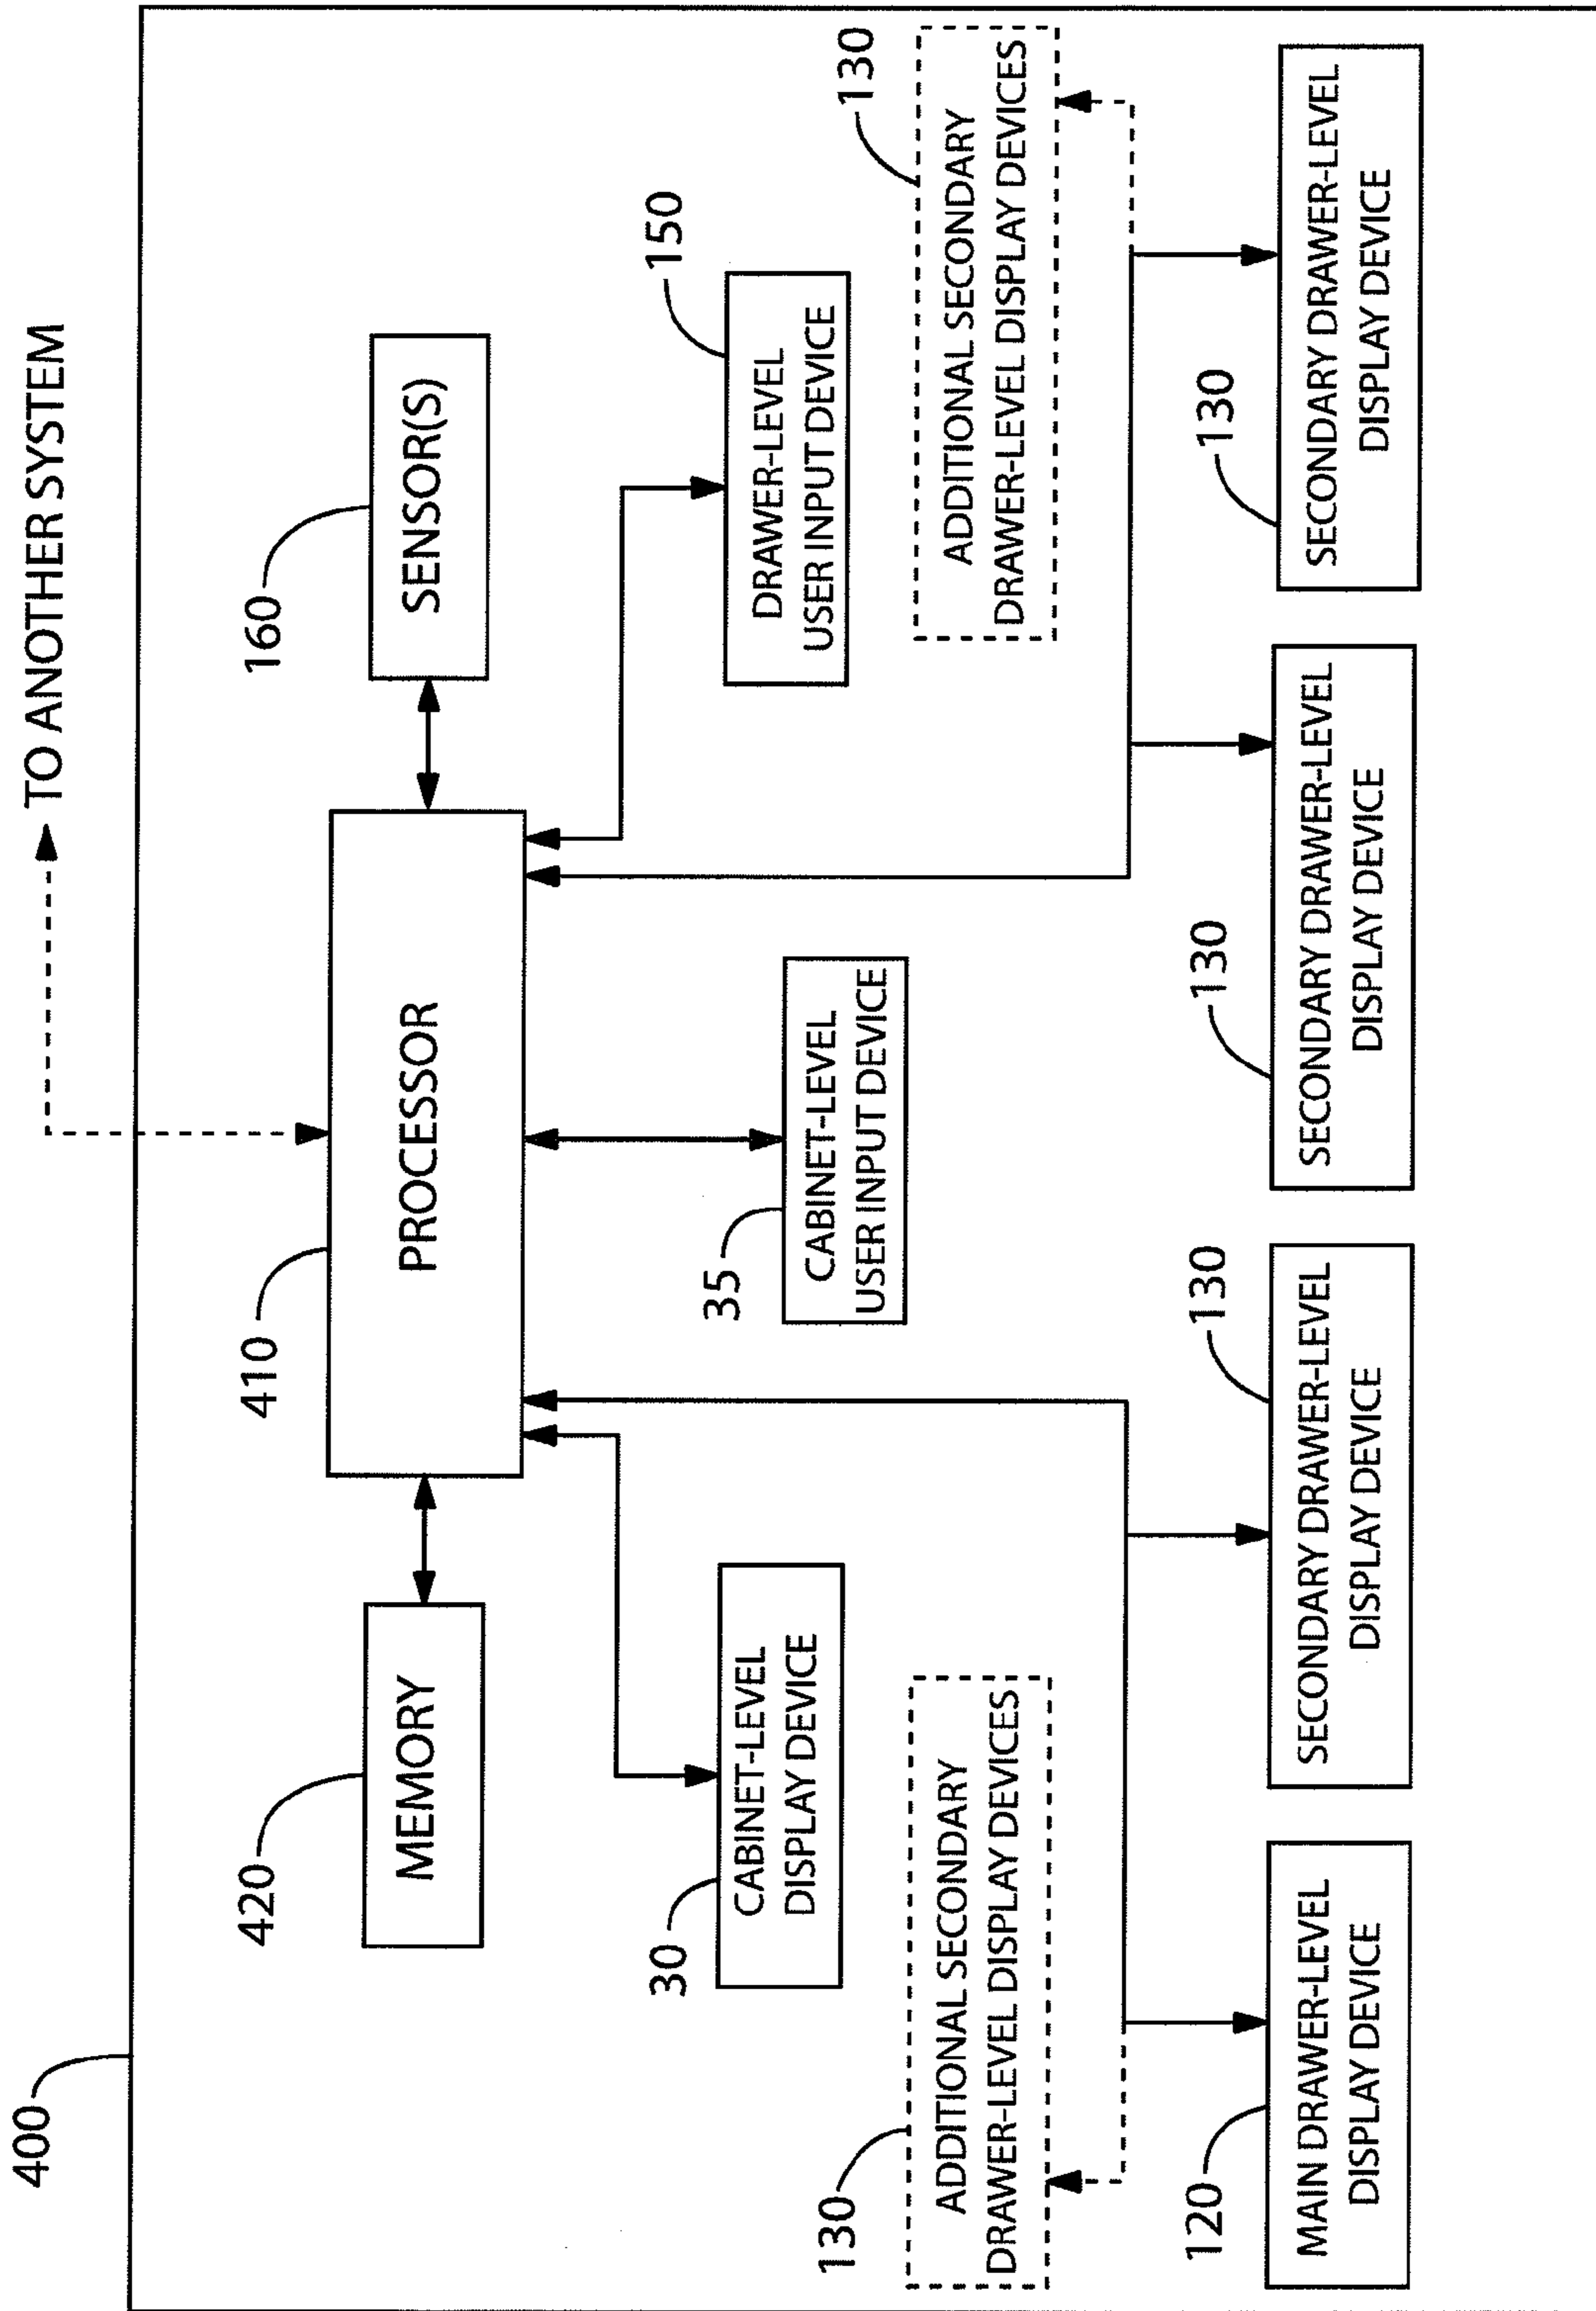 TO ANOTHER SYSTEM
400
420
410
160
MEMORY
PROCESSOR
SENSOR(S)
30
35
150
CABINET-LEVEL
DISPLAY DEVICE
CABINET-LEVEL
USER INPUT DEVICE
DRAWER-LEVEL
USER INPUT DEVICE
130
130
ADDITIONAL SECONDARY
DRAWER-LEVEL DISPLAY DEVICES
ADDITIONAL SECONDARY
DRAWER-LEVEL DISPLAY DEVICES
120
130
130
130
MAIN DRAWER-LEVEL
DISPLAY DEVICE
SECONDARY DRAWER-LEVEL
DISPLAY DEVICE
SECONDARY DRAWER-LEVEL
DISPLAY DEVICE
SECONDARY DRAWER-LEVEL
DISPLAY DEVICE